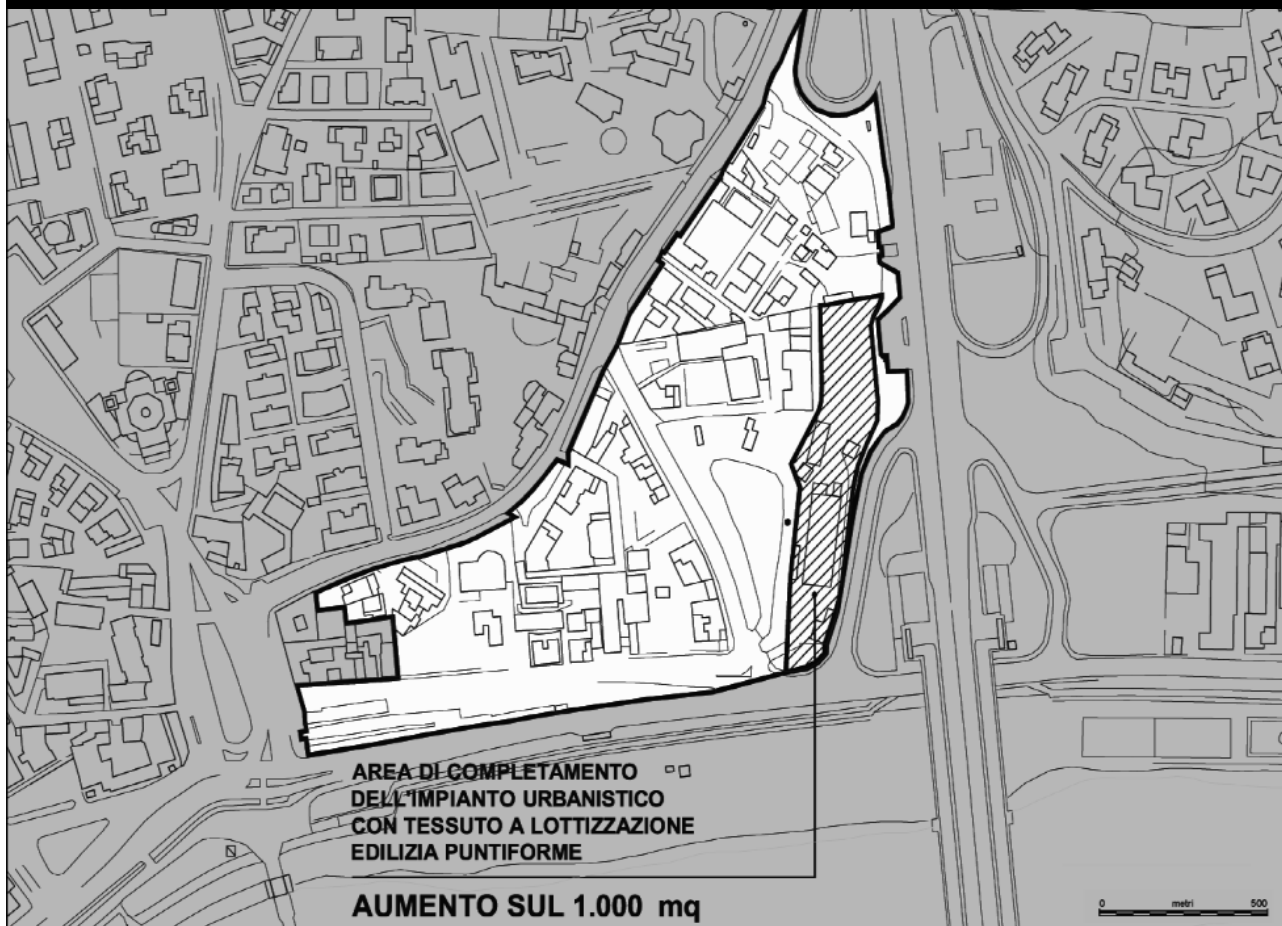 AREA DI COMPLETAMENTO
DELL'IMPIANTO URBANISTICO
CON TESSUTO A LOTTIZZAZIONE
EDILIZIA PUNTIFORME
AUMENTO SUL 1.000 mq
0 metri 500